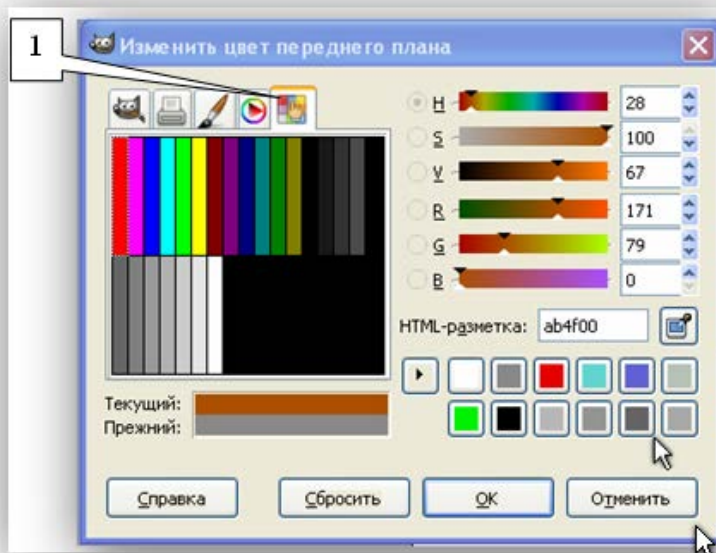 1
Изменить цвет переднего плана
H 28
S 100
V 67
R 171
G 79
B 0
HTML-разметка: ab4f00
Текущий:
Прежний:
Справка Сбросить OK Отменить